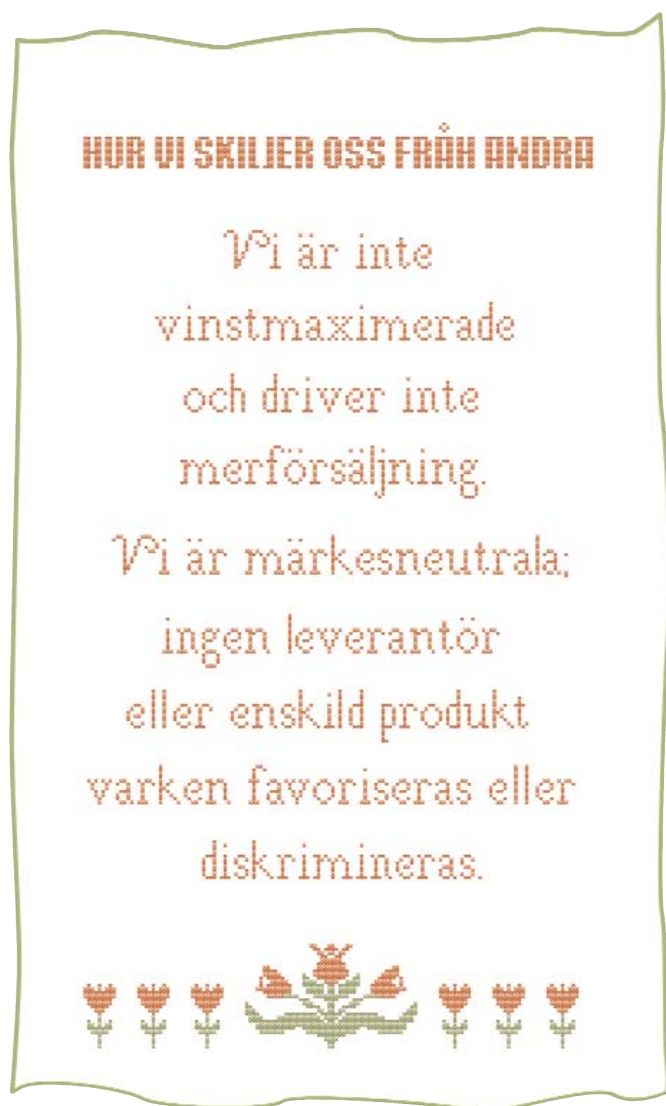 HUR VI SKILJER OSS FRÅN ANDRA
Vi är inte
vinstmaximerade
och driver inte
merförsäljning.
Vi är märkesneutrala;
ingen leverantör
eller enskild produkt
varken favoriseras eller
diskrimineras.